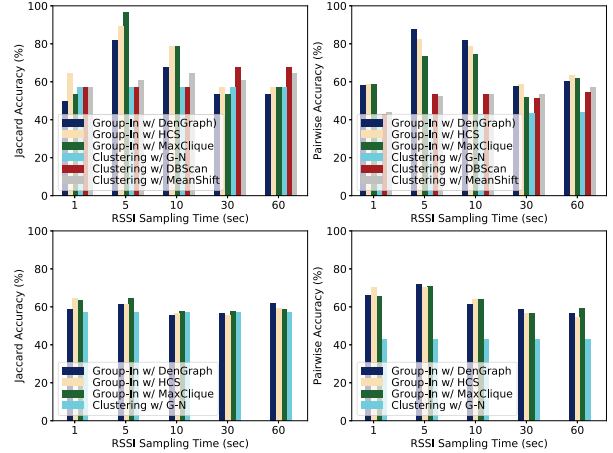 Jaccard Accuracy (%)
100
80
60
40
20
0
Group-In w/ DenGraph)
Group-In w/ HCS
Group-In w/ MaxClique
Clustering w/ G-N
Clustering w/ DBScan
Clustering w/ MeanShift
1 5 10 30 60
RSSI Sampling Time (sec)
Pairwise Accuracy (%)
100
80
60
40
20
0
Group-In w/ DenGraph)
Group-In w/ HCS
Group-In w/ MaxClique
Clustering w/ G-N
Clustering w/ DBScan
Clustering w/ MeanShift
1 5 10 30 60
RSSI Sampling Time (sec)
Jaccard Accuracy (%)
100
80
60
40
20
0
Group-In w/ DenGraph
Group-In w/ HCS
Group-In w/ MaxClique
Clustering w/ G-N
1 5 10 30 60
RSSI Sampling Time (sec)
Pairwise Accuracy (%)
100
80
60
40
20
0
Group-In w/ DenGraph
Group-In w/ HCS
Group-In w/ MaxClique
Clustering w/ G-N
1 5 10 30 60
RSSI Sampling Time (sec)